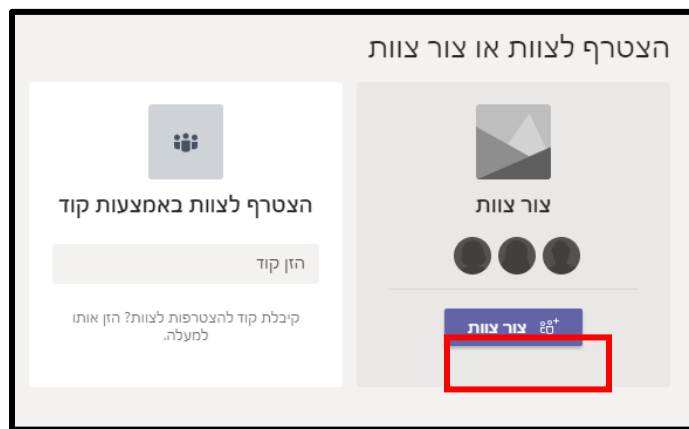 הצטרף לצוות או צור צוות
צור צוות
צור צוות
הצטרף לצוות באמצעות קוד
הזן קוד
קיבלת קוד להצטרפות לצוות? הזן אותו
למעלה.